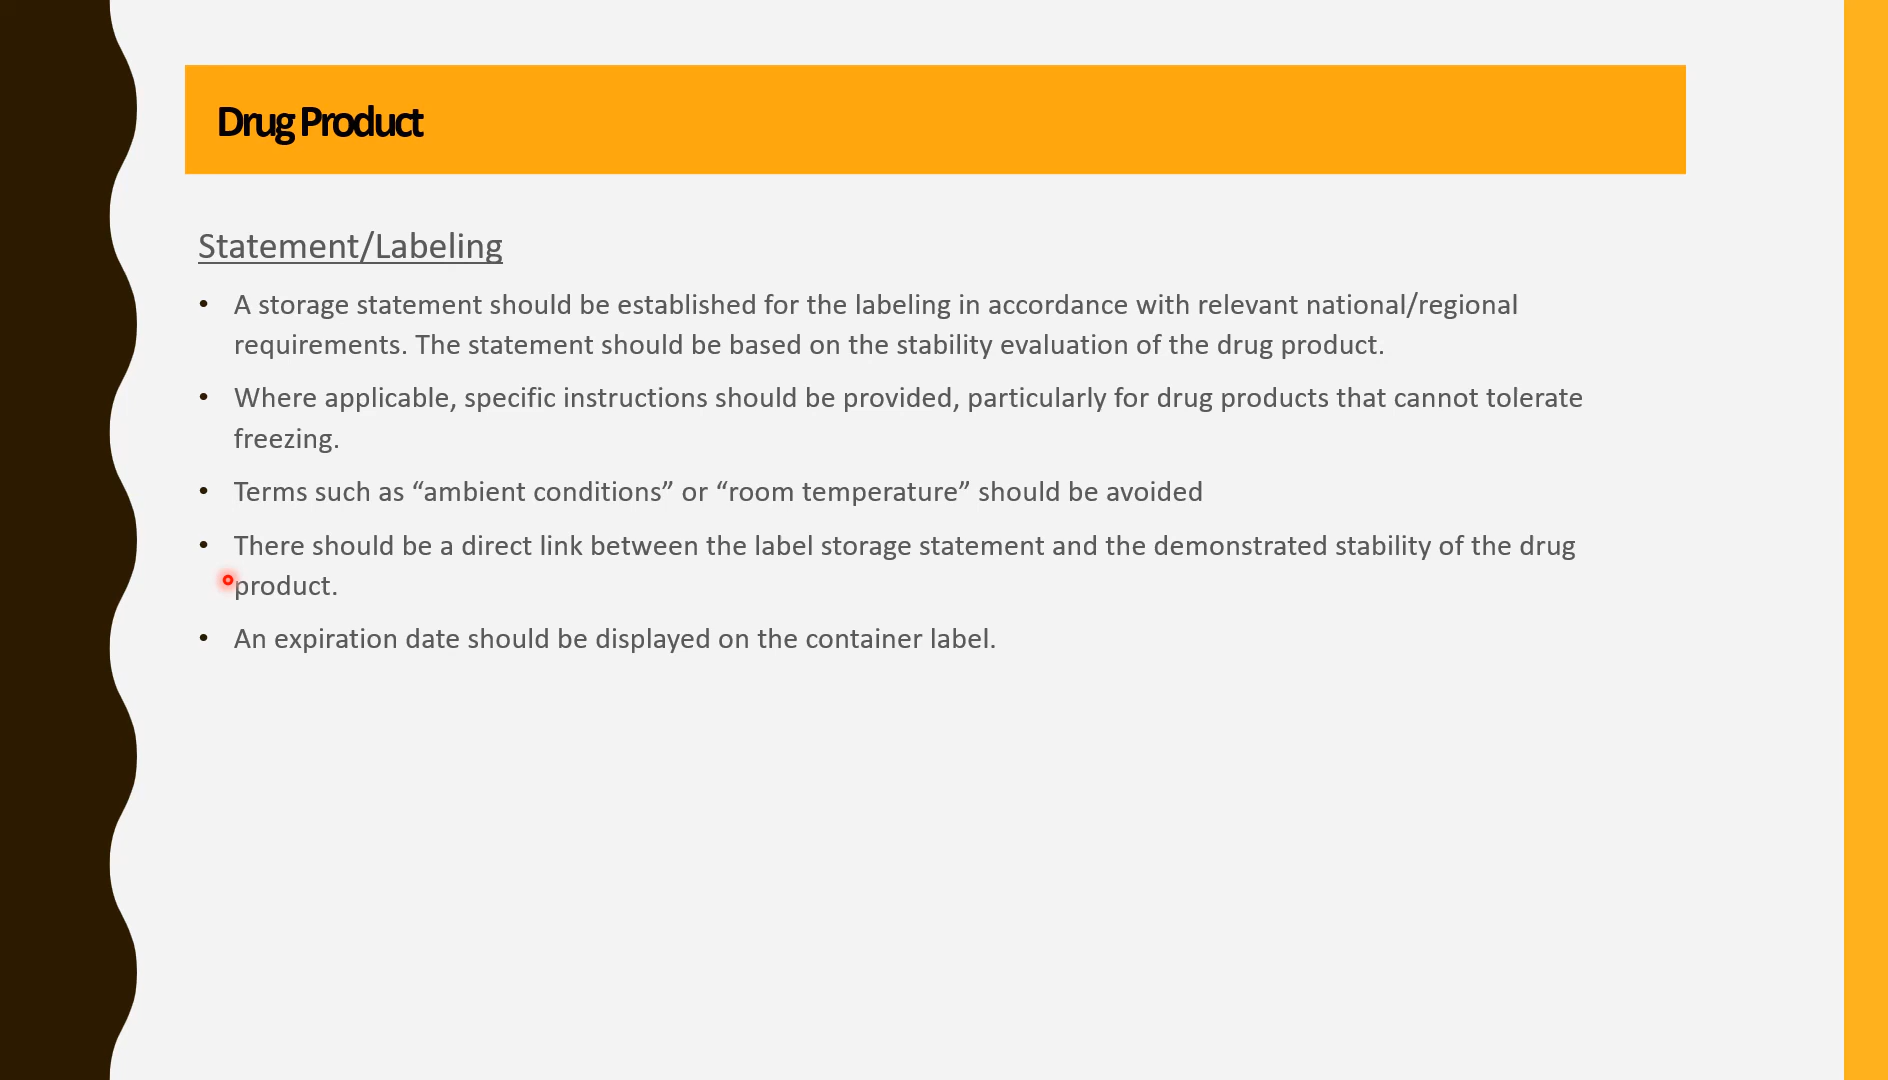 Drug Product
Statement/Labeling
• A storage statement should be established for the labeling in accordance with relevant national/regional
requirements. The statement should be based on the stability evaluation of the drug product.
• Where applicable, specific instructions should be provided, particularly for drug products that cannot tolerate
freezing.
• Terms such as “ambient conditions” or “room temperature” should be avoided
• There should be a direct link between the label storage statement and the demonstrated stability of the drug
product.
• An expiration date should be displayed on the container label.